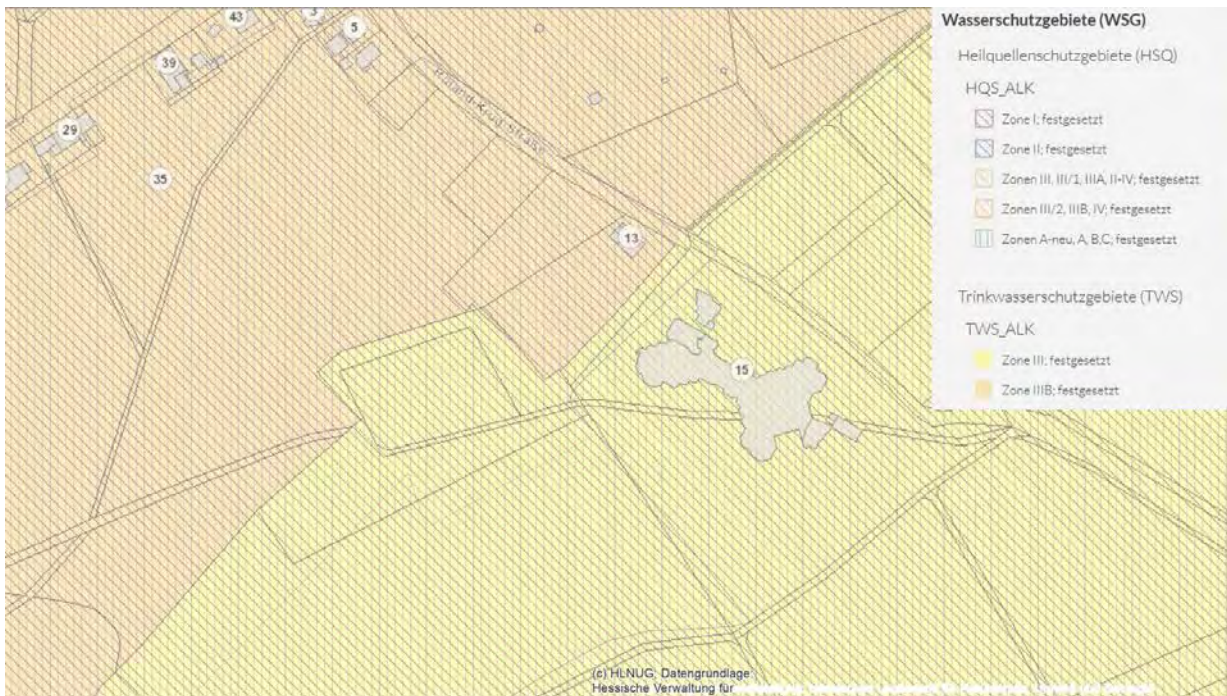 43
3
5
39
29
35
13
15
Wasserschutzgebiete (WSG)
Heilquellenschutzgebiete (HSQ)
HQS_ALK
Zone I; festgesetzt
Zone II; festgesetzt
Zonen III, III/1, IIIA, II-IV; festgesetzt
Zonen III/2, IIIB, IV; festgesetzt
Zonen A-neu, A, B,C; festgesetzt
Trinkwasserschutzgebiete (TWS)
TWS_ALK
Zone III; festgesetzt
Zone IIIB; festgesetzt
(c) HLNUG; Datengrundlage:
Hessische Verwaltung für